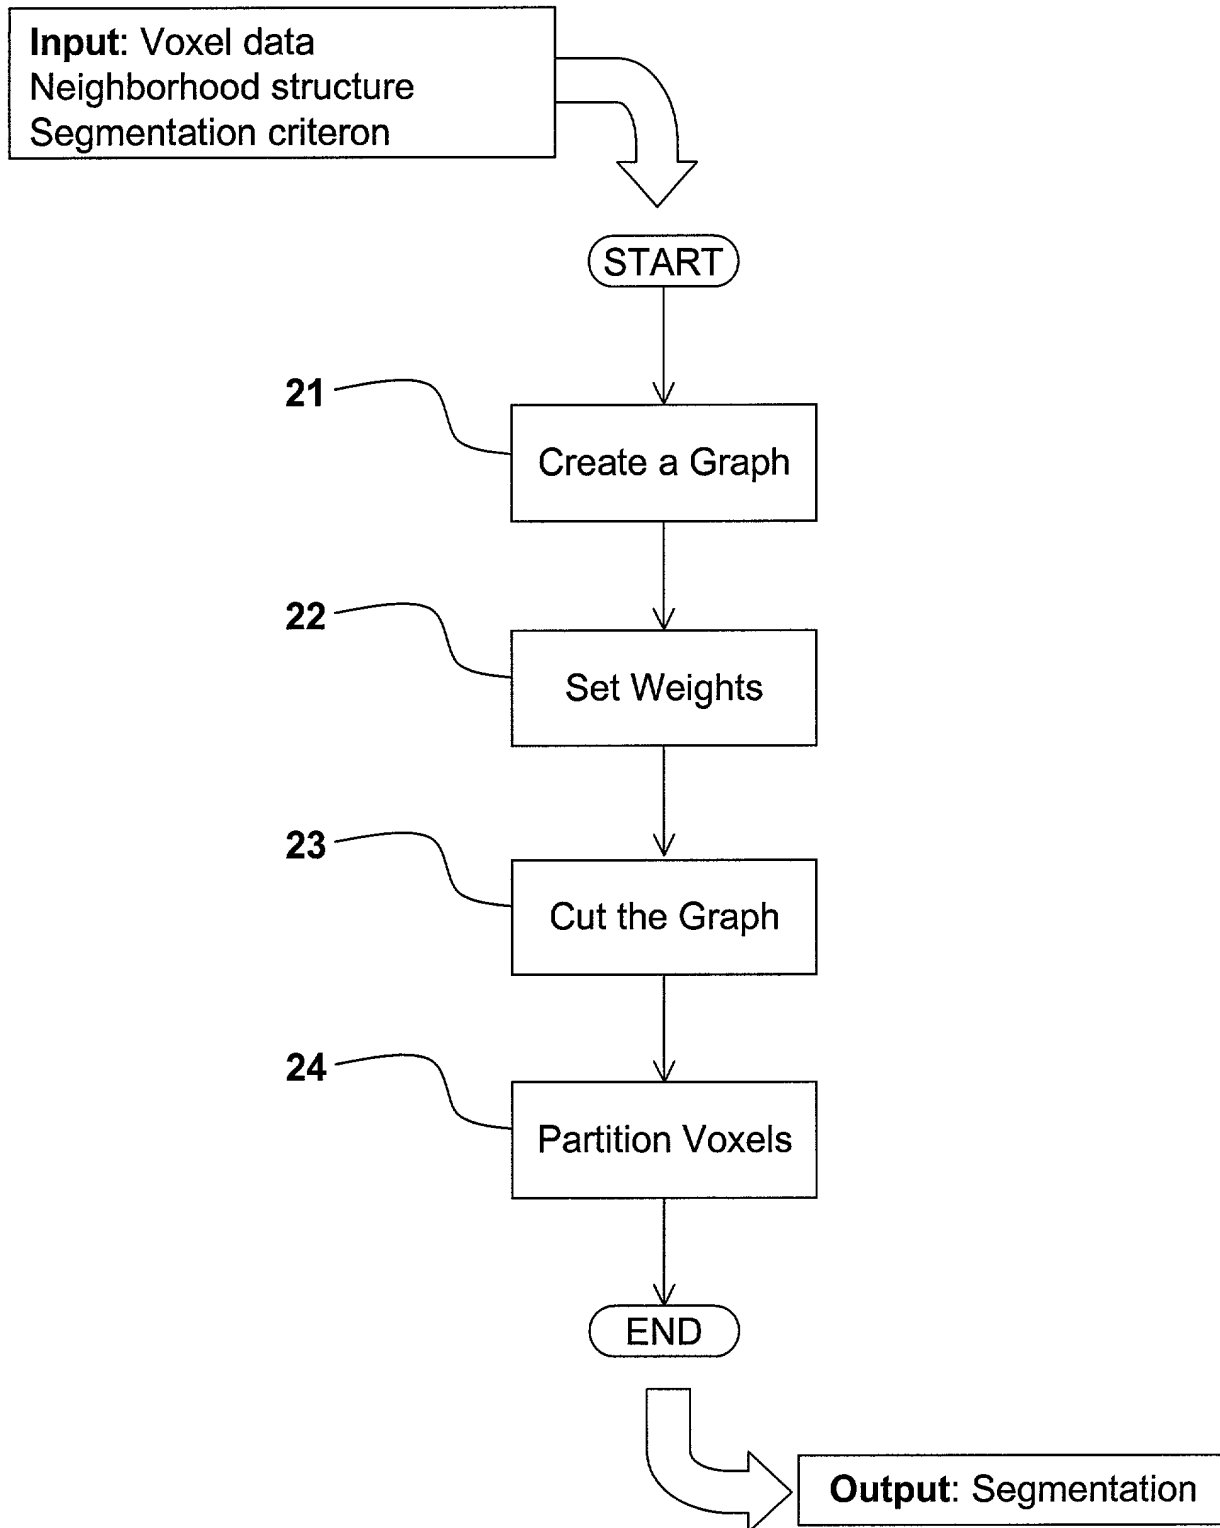 Input: Voxel data
Neighborhood structure
Segmentation criteron
START
21
Create a Graph
22
Set Weights
23
Cut the Graph
24
Partition Voxels
END
Output: Segmentation